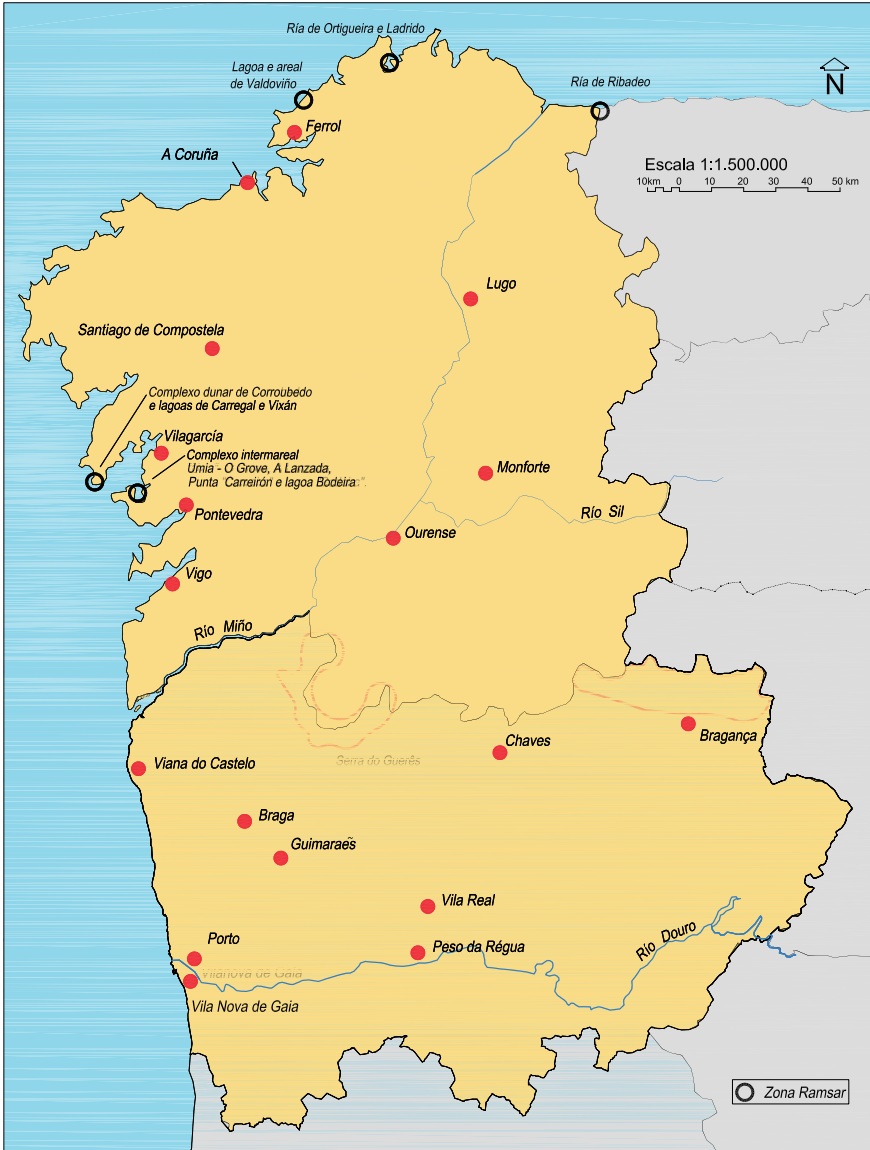 Ría de Ortigueira e Ladrido
Lagoa e areal
de Valdoviño
Ría de Ribadeo
N
Ferrol
A Coruña
Escala 1:1.500.000
10km 0 10 20 30 50 km
Lugo
Santiago de Compostela
Complexo dunar de Corroubedo
e lagoas de Carregal e Vixán
Vilagarcía
Complexo intermareal
Umia - O Grove, A Lanzada,
Punta Carreirón e lagoa Bodeira".
Monforte
Pontevedra
Río Sil
Ourense
Vigo
Río Miño
Bragança
Chaves
Serra do Guerês
Viana do Castelo
Braga
Guimaraẽs
Vila Real
Río Douro
Porto
Peso da Régua
Vilanova de Gaia
Vila Nova de Gaia
Zona Ramsar